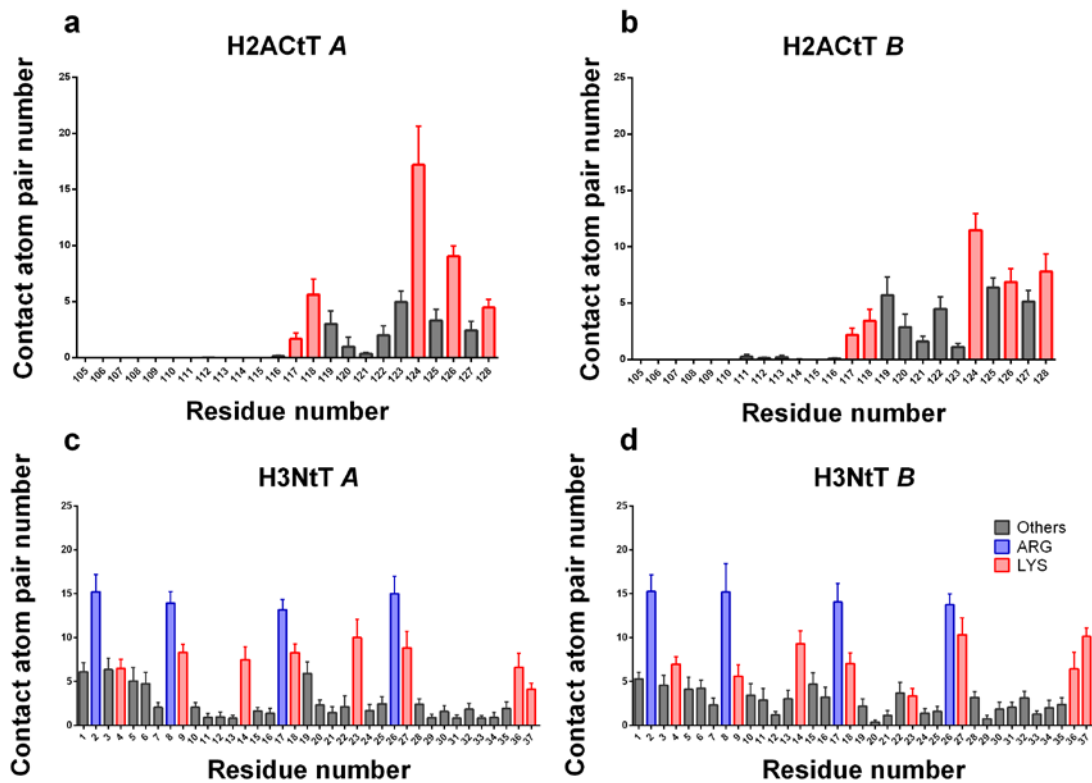 a
H2ACtT A
Contact atom pair number
25
20
15
10
5
0
105 106 107 108 109 110 111 112 113 114 115 116 117 118 119 120 121 122 123 124 125 126 127 128
Residue number
b
H2ACtT B
Contact atom pair number
25
20
15
10
5
0
105 106 107 108 109 110 111 112 113 114 115 116 117 118 119 120 121 122 123 124 125 126 127 128
Residue number
c
H3NtT A
Contact atom pair number
25
20
15
10
5
0
1 2 3 4 5 6 7 8 9 10 11 12 13 14 15 16 17 18 19 20 21 22 23 24 25 26 27 28 29 30 31 32 33 34 35 36 37
Residue number
d
H3NtT B
Contact atom pair number
25
20
15
10
5
0
1 2 3 4 5 6 7 8 9 10 11 12 13 14 15 16 17 18 19 20 21 22 23 24 25 26 27 28 29 30 31 32 33 34 35 36 37
Residue number
Others
ARG
LYS